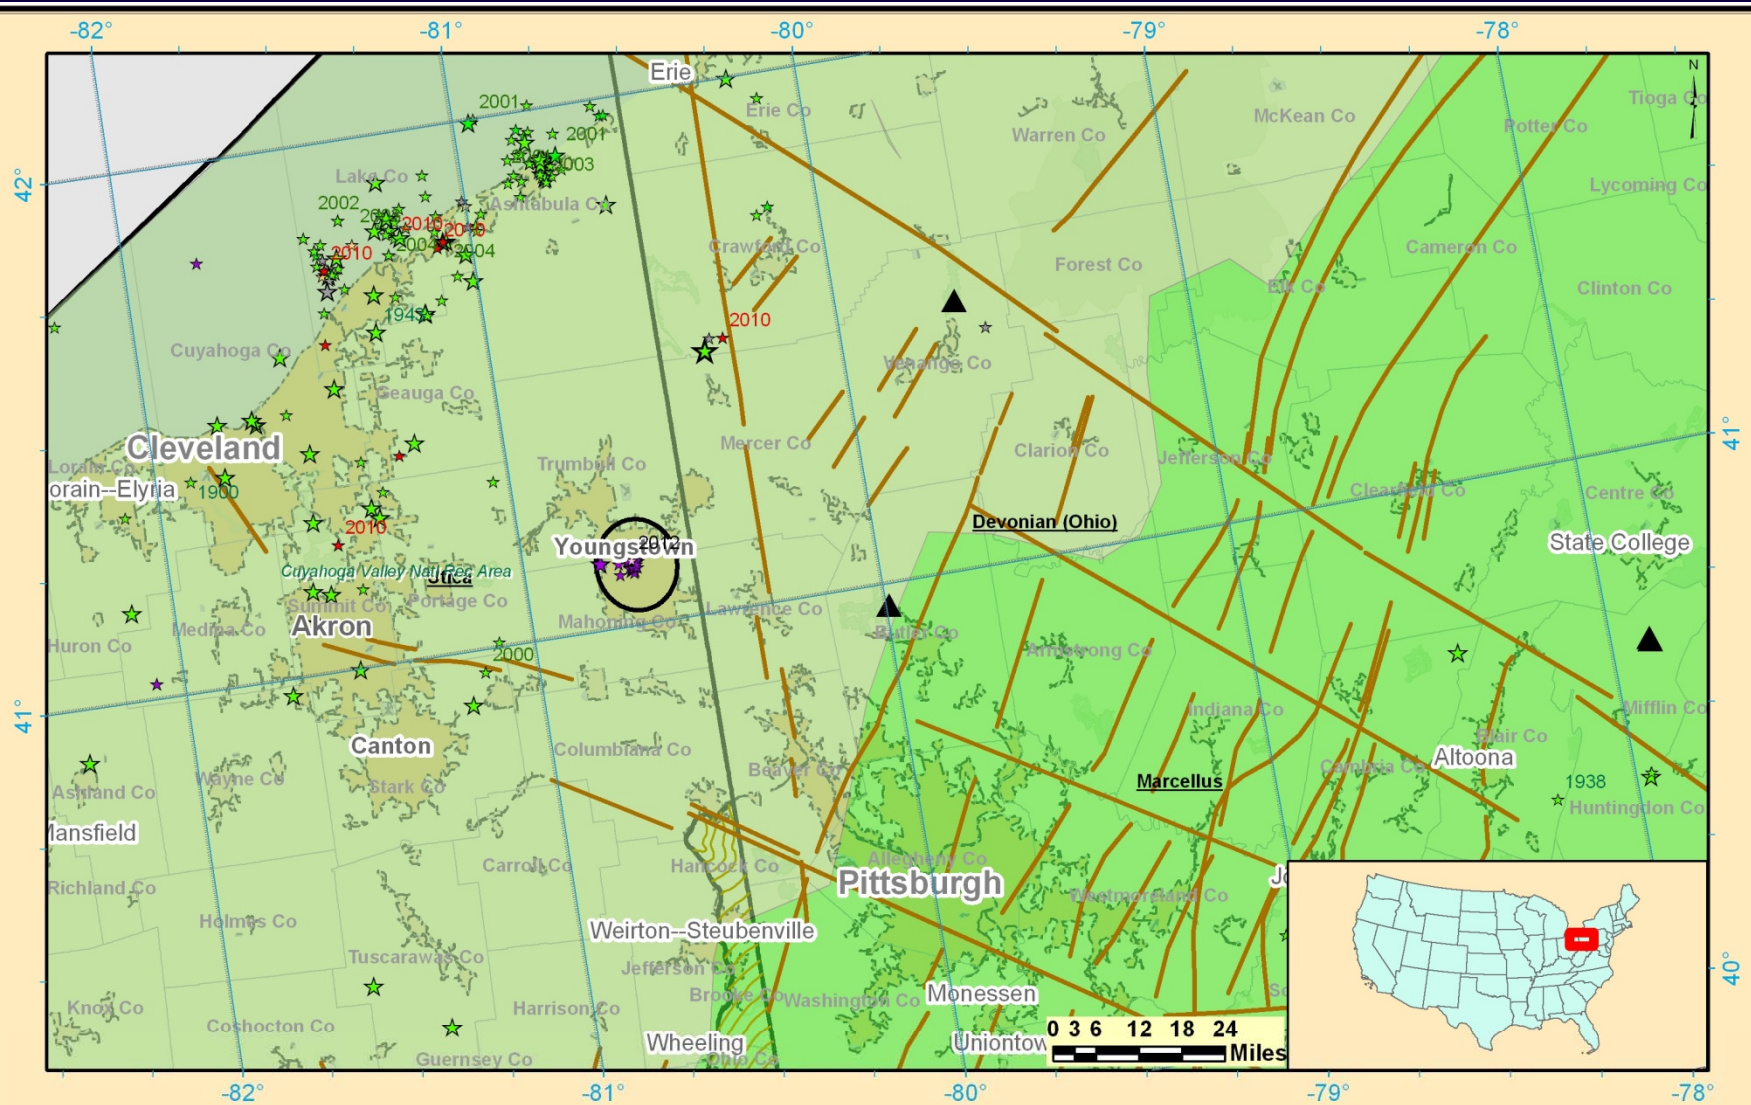 -82°
-81°
-80°
-79°
-78°
Erie
N
2001
Erie Co
Tioga Co
McKean Co
Potter Co
2001
Warren Co
2003
Lake Co
Lycoming Co
2002
Ashtabula Co
2010
2010
2004
2004
2010
Crawford Co
Cameron Co
Forest Co
Elk Co
Clinton Co
42°
2010
Cuyahoga Co
Venango Co
Geauga Co
41°
Cleveland
Mercer Co
Clarion Co
Jefferson Co
Trumbull Co
Lorain Co
orain--Elyria
1900
Clearfield Co
Centre Co
Devonian (Ohio)
2010
Youngstown
2012
State College
Cuyahoga Valley Natl Rec Area
Utica
Summit Co
Portage Co
Lawrence Co
Mahoning Co
Medina Co
Akron
Butler Co
Huron Co
Armstrong Co
2000
41°
Indiana Co
Mifflin Co
Canton
Columbiana Co
Blair Co
Altoona
Beaver Co
Cambria Co
Wayne Co
Stark Co
Marcellus
1938
Ashland Co
Huntingdon Co
Mansfield
Carroll Co
Hancock Co
Allegheny Co
Pittsburgh
Richland Co
Westmoreland Co
Holmes Co
Weirton--Steubenville
Tuscarawas Co
Jefferson Co
40°
Brooke Co
Washington Co
Monessen
Knox Co
Harrison Co
Coshocton Co
0 3 6 12 18 24
Miles
Wheeling
Uniontow
Guernsey Co
Ohio Co
-82°
-81°
-80°
-79°
-78°